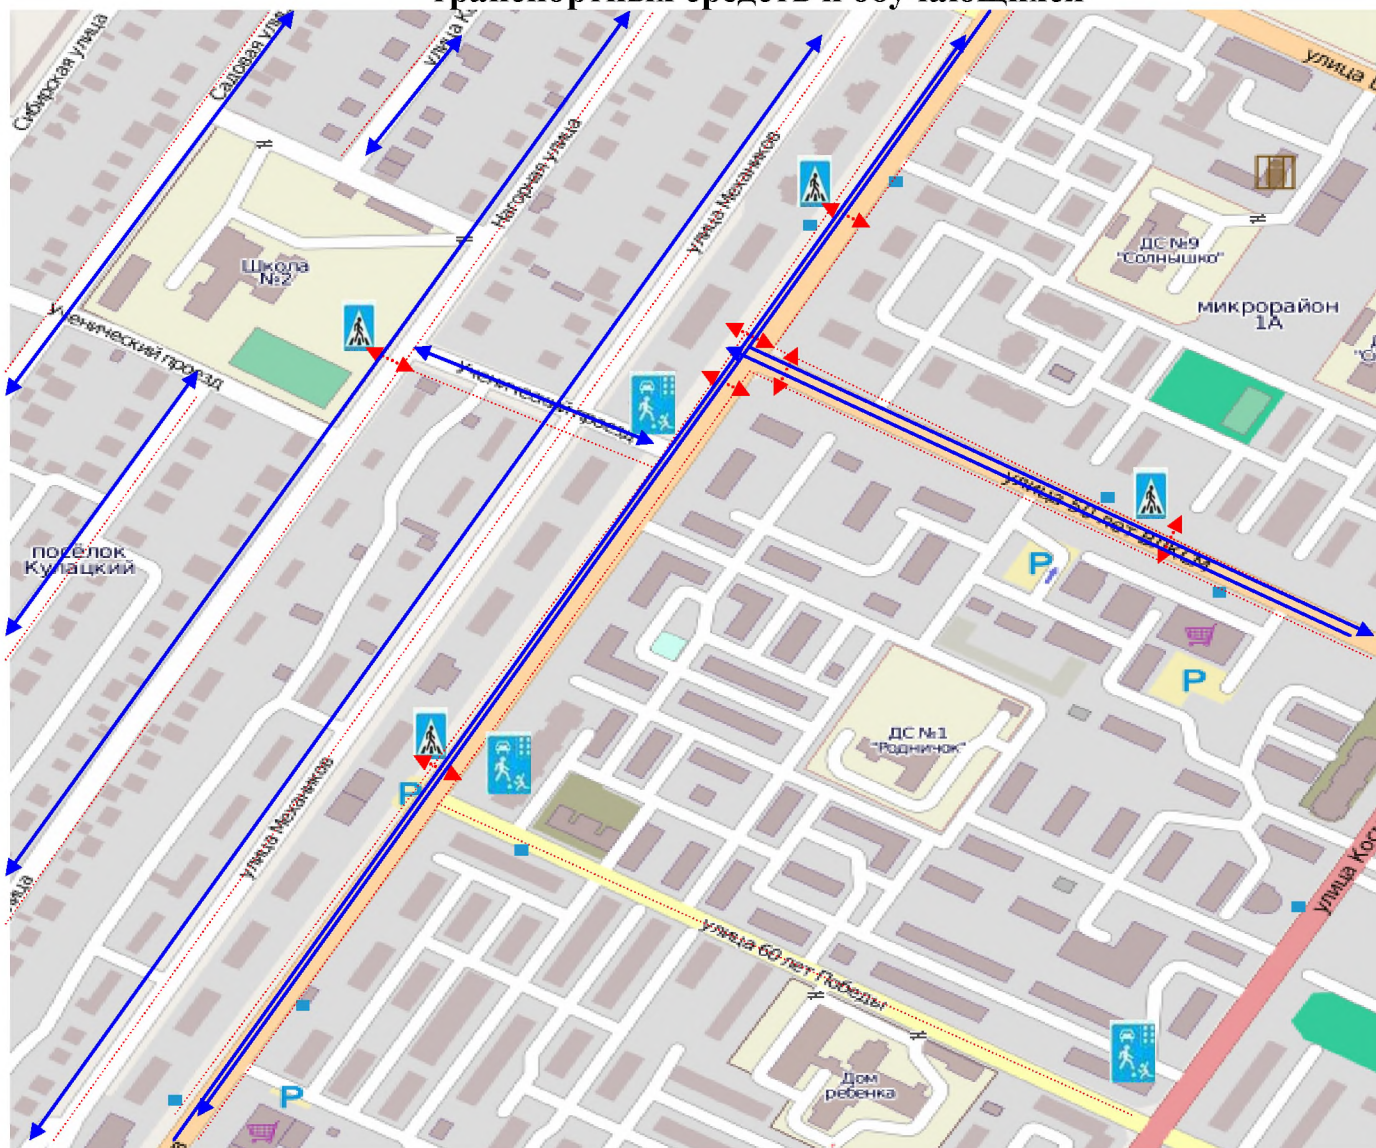 транспортных средств и обучающихся
Сибирская улица
Садовая
улица
улица
Нагорная улица
улица Механиков
ДС №9
"Солнышко"
микрорайон
1А
Школа
№2
Ученический проезд
Ученический проезд
улица 50 лет ВЛКСМ
посёлок
Кулацкий
P
P
ДС №1
"Родничок"
P
улица Механиков
улица
улица 60 лет Победы
Дом
ребенка
P